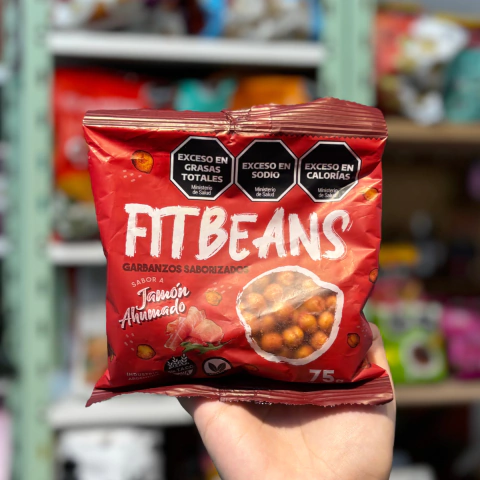 EXCESO EN
GRASAS
TOTALES
Ministerio
de Salud
EXCESO EN
SODIO
Ministerio
de Salud
EXCESO EN
CALORÍAS
Ministerio
de Salud
FITBEANS
GARBANZOS SABORIZADOS
SABOR A
Jamón
Ahumado
75